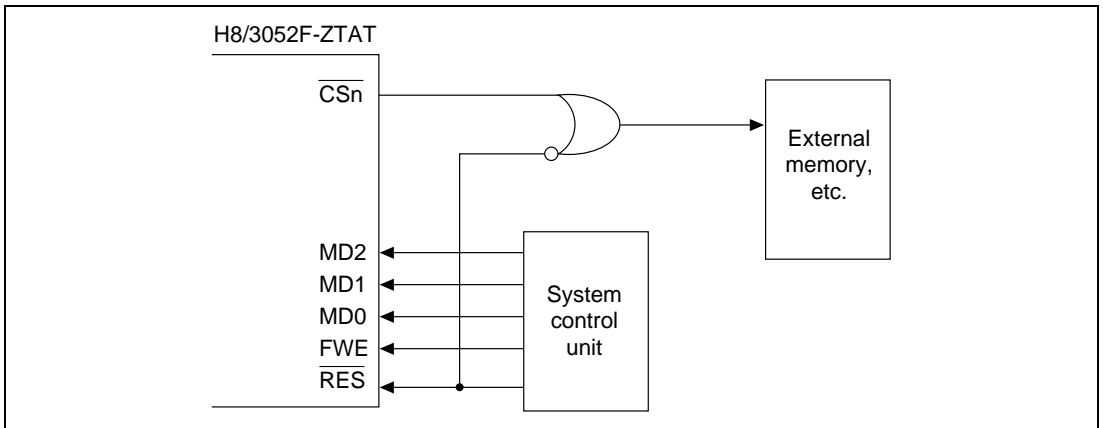 H8/3052F-ZTAT
CSn
External
memory,
etc.
MD2
MD1
MD0
FWE
RES
System
control
unit